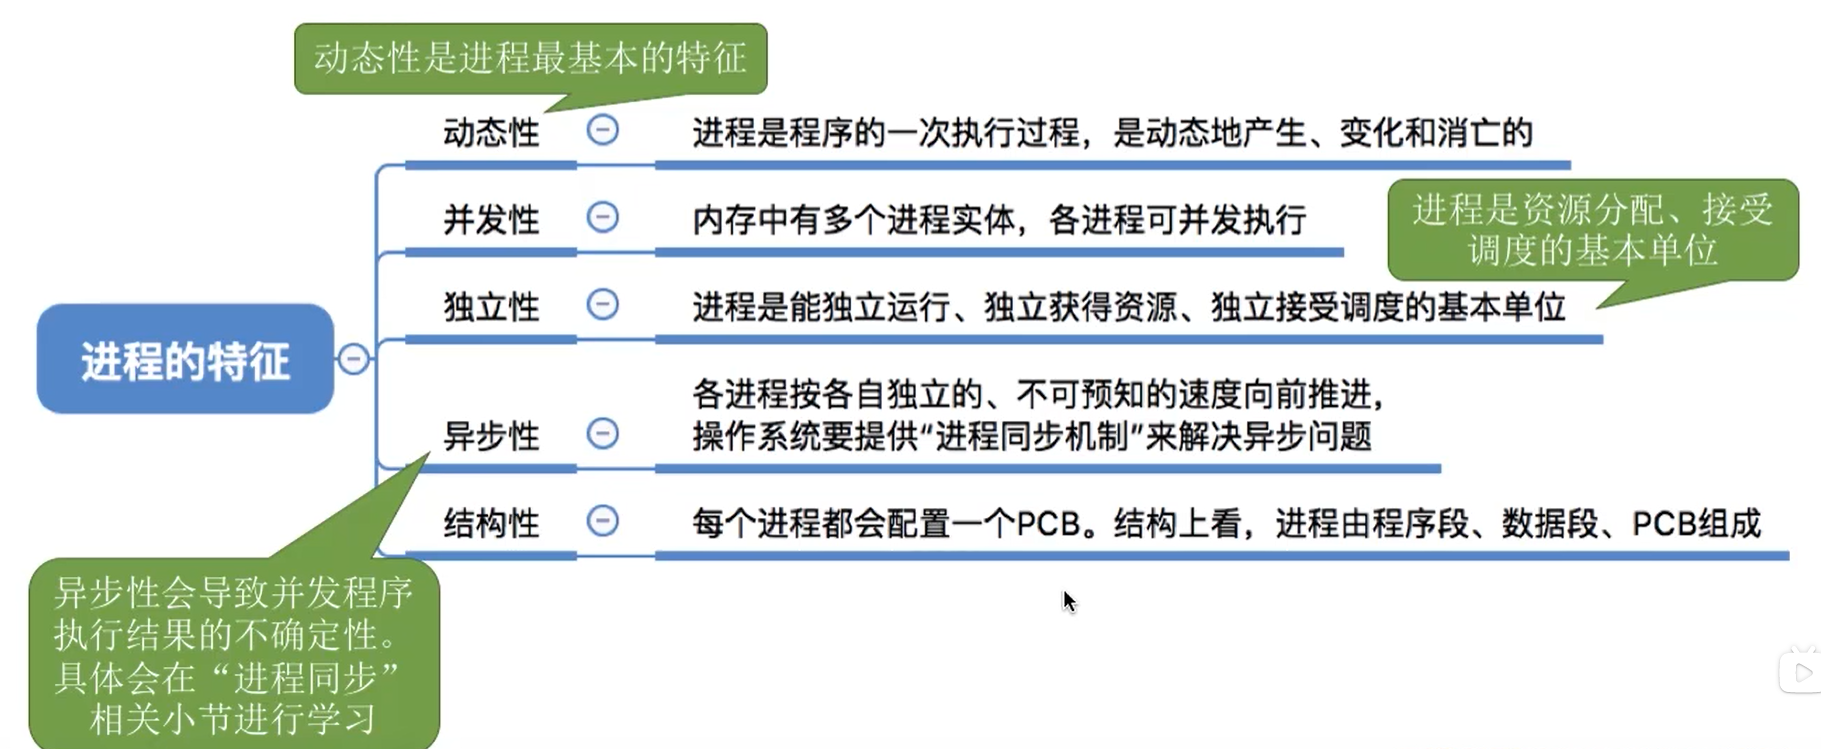 动态性是进程最基本的特征
动态性
进程是程序的一次执行过程，是动态地产生、变化和消亡的
并发性
内存中有多个进程实体，各进程可并发执行
进程是资源分配、接受
调度的基本单位
独立性
进程是能独立运行、独立获得资源、独立接受调度的基本单位
进程的特征
异步性
各进程按各自独立的、不可预知的速度向前推进，
操作系统要提供“进程同步机制”来解决异步问题
结构性
每个进程都会配置一个PCB。结构上看，进程由程序段、数据段、PCB组成
异步性会导致并发程序
执行结果的不确定性。
具体会在“进程同步”
相关小节进行学习